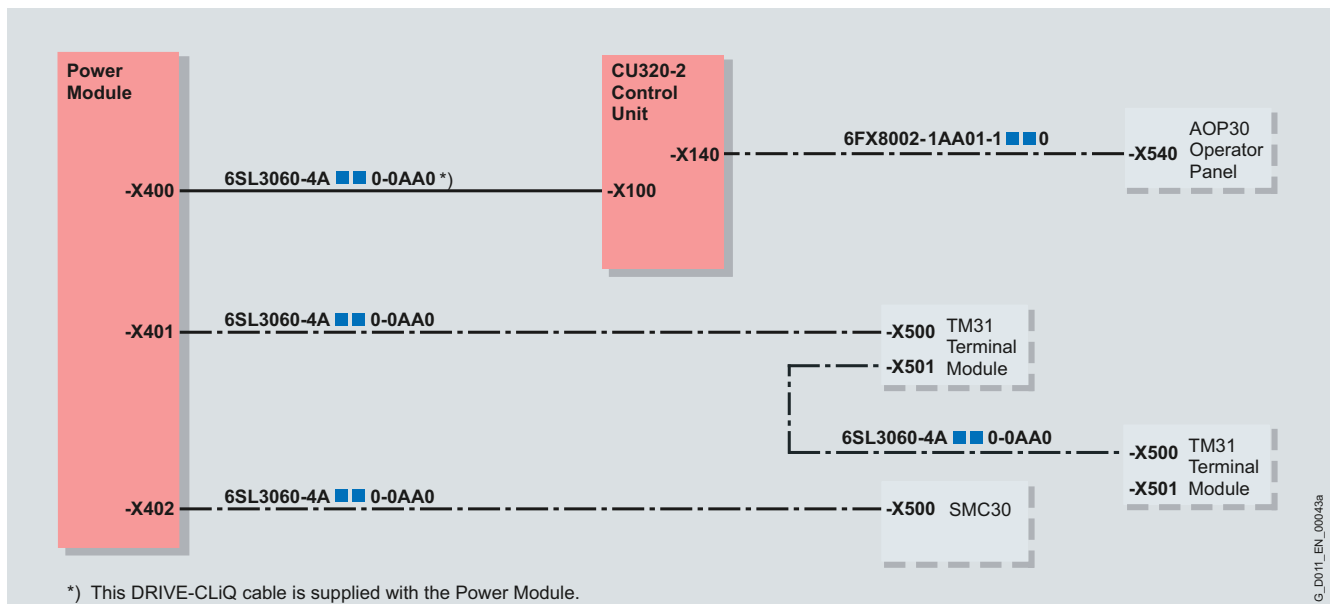 Power
Module
CU320-2
Control
Unit
-X140
6FX8002-1AA01-1■■0
-X540
AOP30
Operator
Panel
-X400
6SL3060-4A■■0-0AA0 *)
-X100
-X401
6SL3060-4A■■0-0AA0
-X500
TM31
Terminal
Module
-X501
6SL3060-4A■■0-0AA0
-X500
TM31
Terminal
Module
-X501
-X402
6SL3060-4A■■0-0AA0
-X500 SMC30
*) This DRIVE-CLiQ cable is supplied with the Power Module.
G_D011_EN_00043a